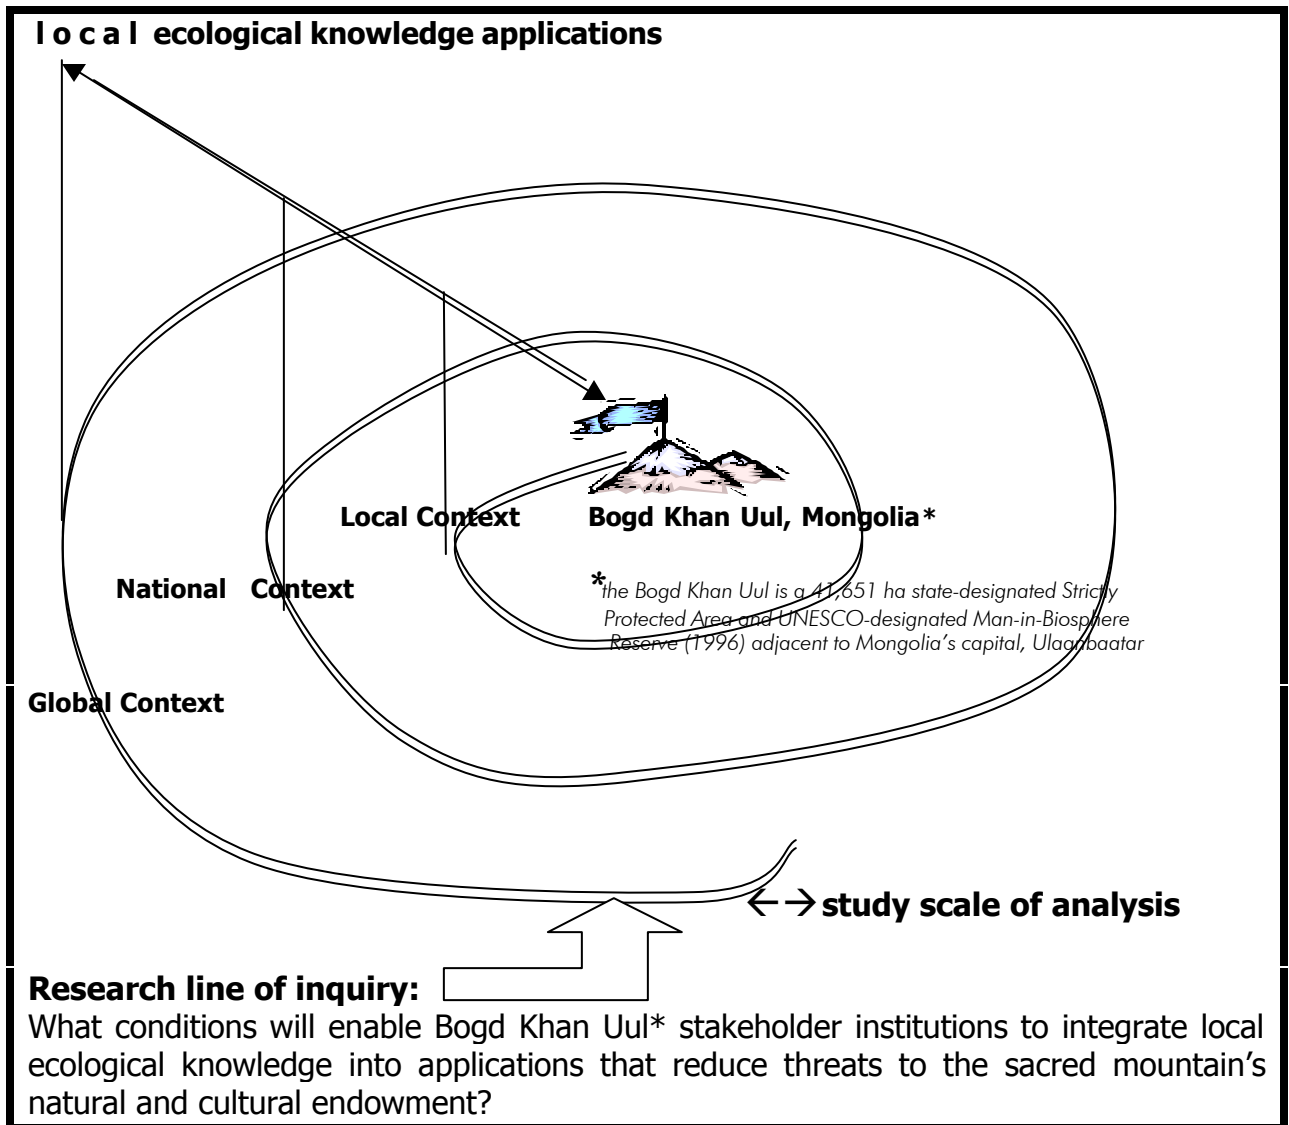 local ecological knowledge applications
Local Context
Bogd Khan Uul, Mongolia*
National Context
*the Bogd Khan Uul is a 41,651 ha state-designated Strictly
Protected Area and UNESCO-designated Man-in-Biosphere
Reserve (1996) adjacent to Mongolia's capital, Ulaanbaatar
Global Context
←→study scale of analysis
Research line of inquiry:
What conditions will enable Bogd Khan Uul* stakeholder institutions to integrate local
ecological knowledge into applications that reduce threats to the sacred mountain's
natural and cultural endowment?